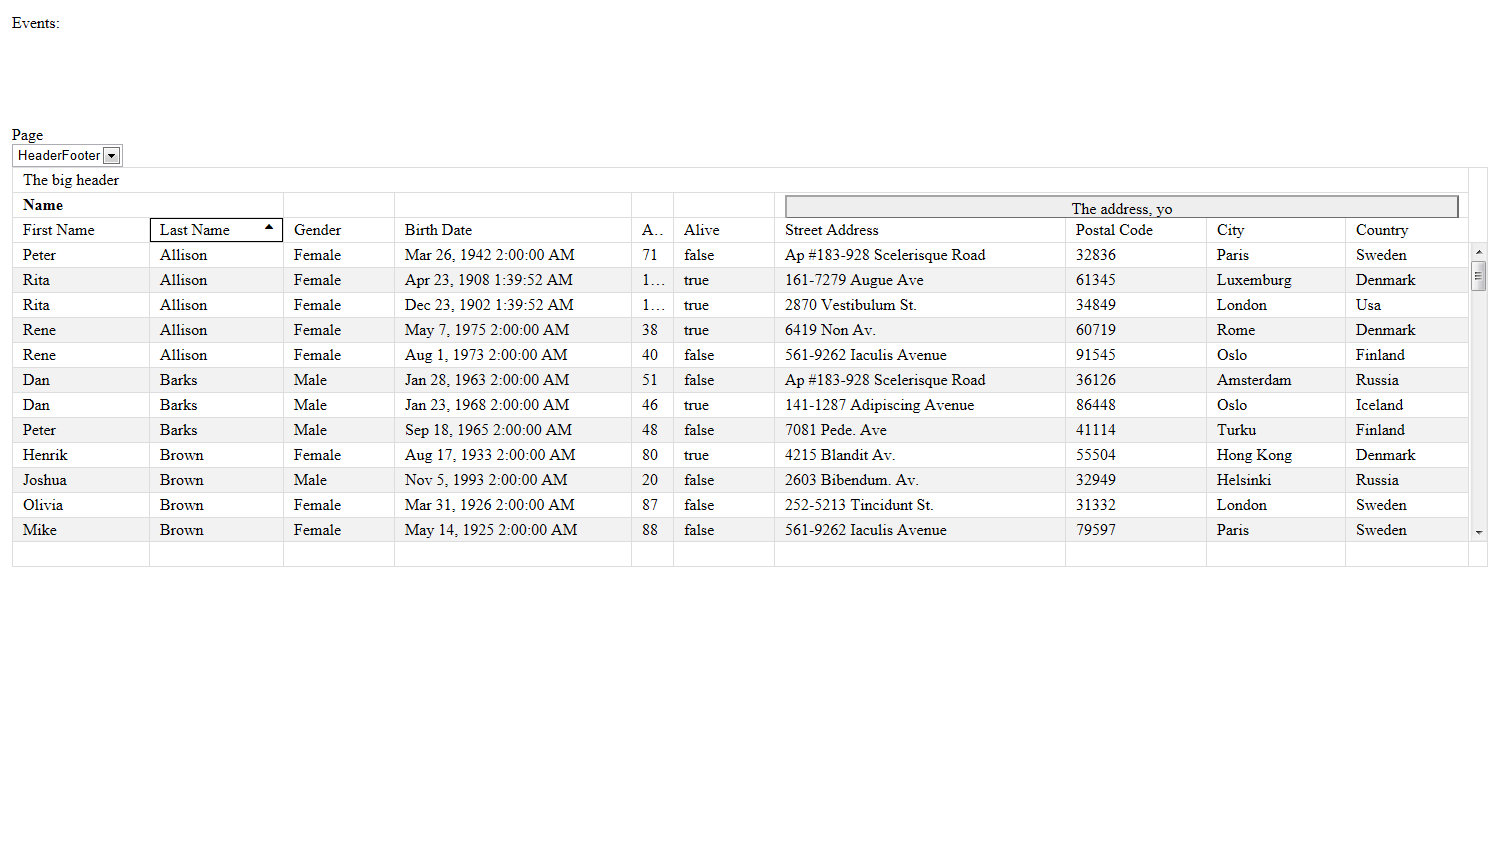 Events:
Page
HeaderFooter
The big header
Name The address, yo
First Name Last Name Gender Birth Date A... Alive Street Address Postal Code City Country
Peter Allison Female Mar 26, 1942 2:00:00 AM 71 false Ap #183-928 Scelerisque Road 32836 Paris Sweden
Rita Allison Female Apr 23, 1908 1:39:52 AM 1... true 161-7279 Augue Ave 61345 Luxemburg Denmark
Rita Allison Female Dec 23, 1902 1:39:52 AM 1... true 2870 Vestibulum St. 34849 London Usa
Rene Allison Female May 7, 1975 2:00:00 AM 38 true 6419 Non Av. 60719 Rome Denmark
Rene Allison Female Aug 1, 1973 2:00:00 AM 40 false 561-9262 Iaculis Avenue 91545 Oslo Finland
Dan Barks Male Jan 28, 1963 2:00:00 AM 51 false Ap #183-928 Scelerisque Road 36126 Amsterdam Russia
Dan Barks Male Jan 23, 1968 2:00:00 AM 46 true 141-1287 Adipiscing Avenue 86448 Oslo Iceland
Peter Barks Male Sep 18, 1965 2:00:00 AM 48 false 7081 Pede. Ave 41114 Turku Finland
Henrik Brown Female Aug 17, 1933 2:00:00 AM 80 true 4215 Blandit Av. 55504 Hong Kong Denmark
Joshua Brown Male Nov 5, 1993 2:00:00 AM 20 false 2603 Bibendum. Av. 32949 Helsinki Russia
Olivia Brown Female Mar 31, 1926 2:00:00 AM 87 false 252-5213 Tincidunt St. 31332 London Sweden
Mike Brown Female May 14, 1925 2:00:00 AM 88 false 561-9262 Iaculis Avenue 79597 Paris Sweden